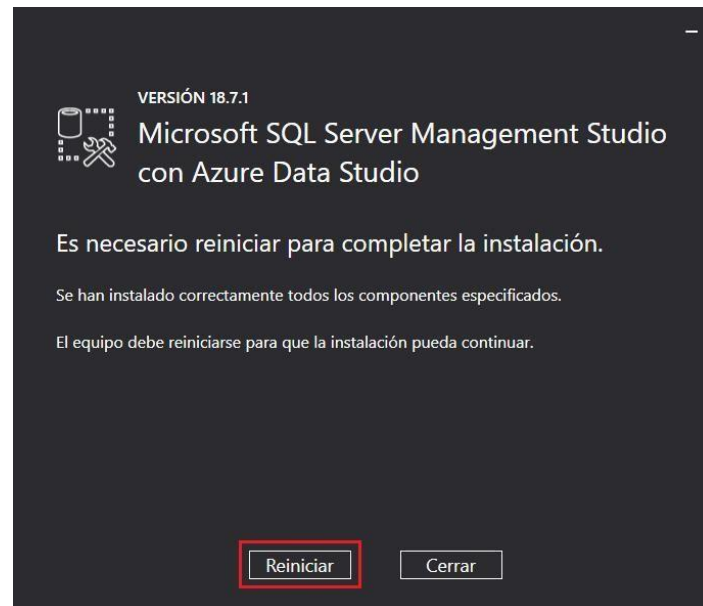 VERSIÓN 18.7.1
Microsoft SQL Server Management Studio
con Azure Data Studio
Es necesario reiniciar para completar la instalación.
Se han instalado correctamente todos los componentes especificados.
El equipo debe reiniciarse para que la instalación pueda continuar.
Reiniciar
Cerrar